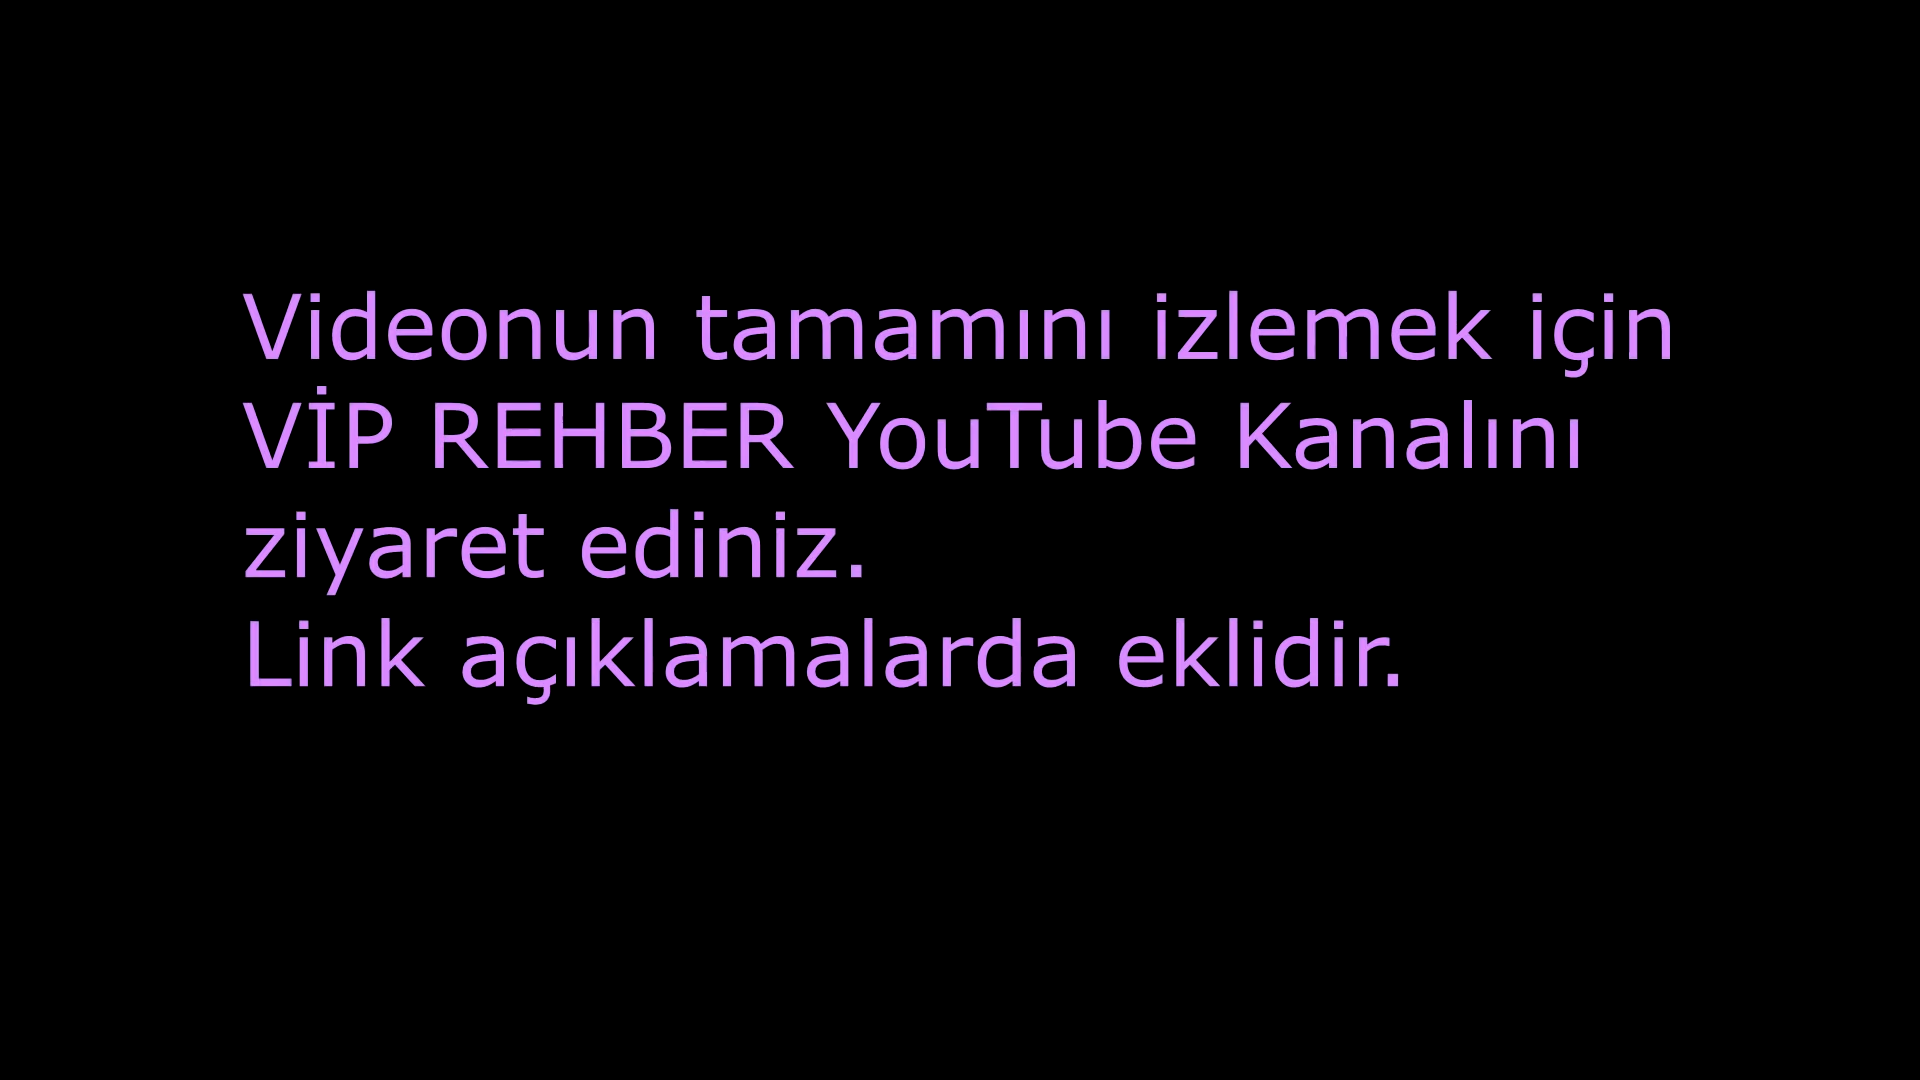 Videonun tamamını izlemek için
VİP REHBER YouTube Kanalını
ziyaret ediniz.
Link açıklamalarda eklidir.